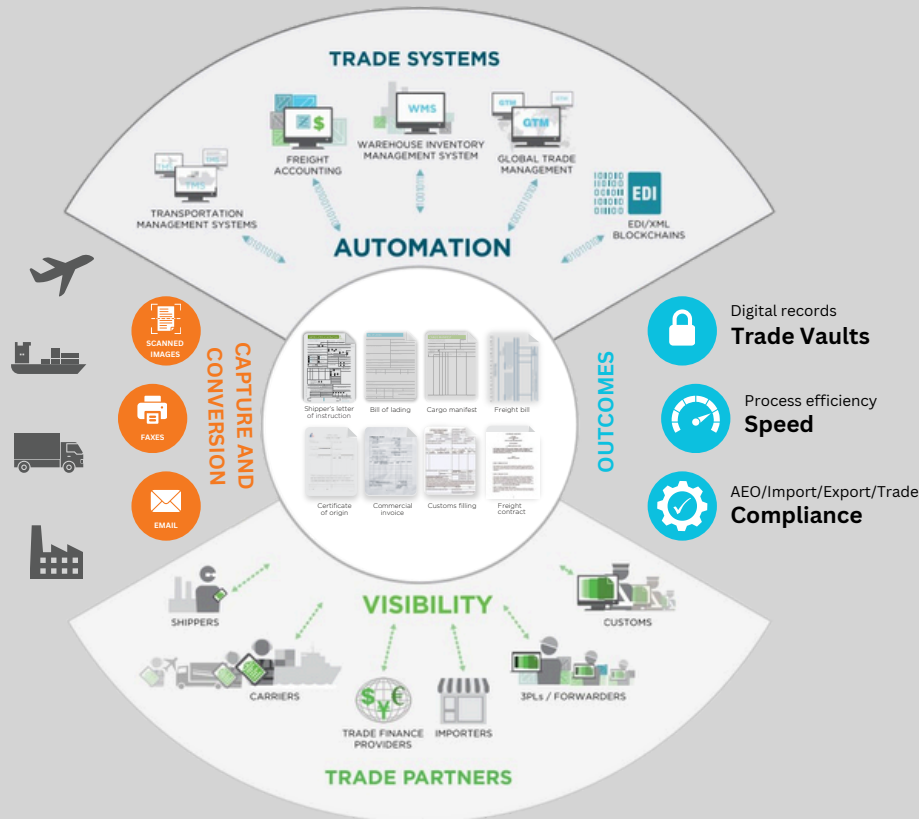 TRADE SYSTEMS
WMS
GTM
GTM
$
FREIGHT
ACCOUNTING
WAREHOUSE INVENTORY
MANAGEMENT SYSTEM
GLOBAL TRADE
MANAGEMENT
TMS
TRANSPORTATION
MANAGEMENT SYSTEMS
EDI
EDI/XML
BLOCKCHAINS
AUTOMATION
SCANNED
IMAGES
FAXES
EMAIL
CAPTURE AND
CONVERSION
Shipper's letter
of instruction
Bill of lading
Cargo manifest
Freight bill
Certificate
of origin
Commercial
invoice
Customs filling
Freight
contract
OUTCOMES
Digital records
Trade Vaults
Process efficiency
Speed
AEO/Import/Export/Trade
Compliance
VISIBILITY
SHIPPERS
CUSTOMS
CARRIERS
3PLs / FORWARDERS
$ ¥ €
TRADE FINANCE
PROVIDERS
IMPORTERS
TRADE PARTNERS